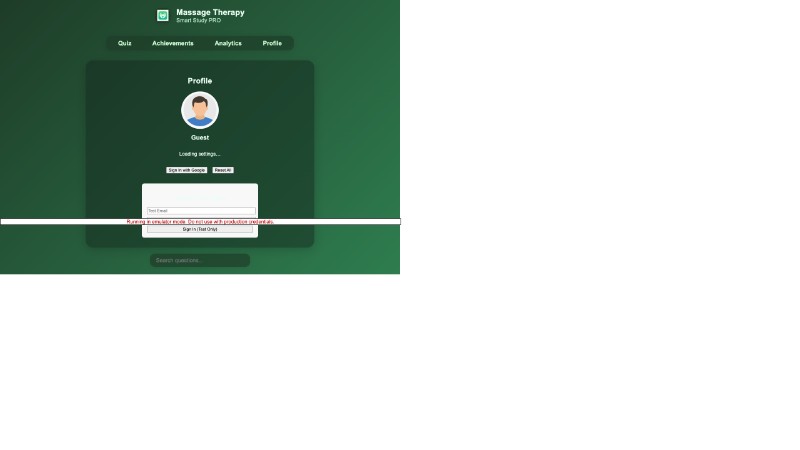 Massage Therapy
Smart Study PRO
Quiz Achievements Analytics Profile
Profile
Guest
Loading settings...
Sign in with Google Reset All
Test Email
Running in emulator mode. Do not use with production credentials.
Sign In (Test Only)
Search questions...